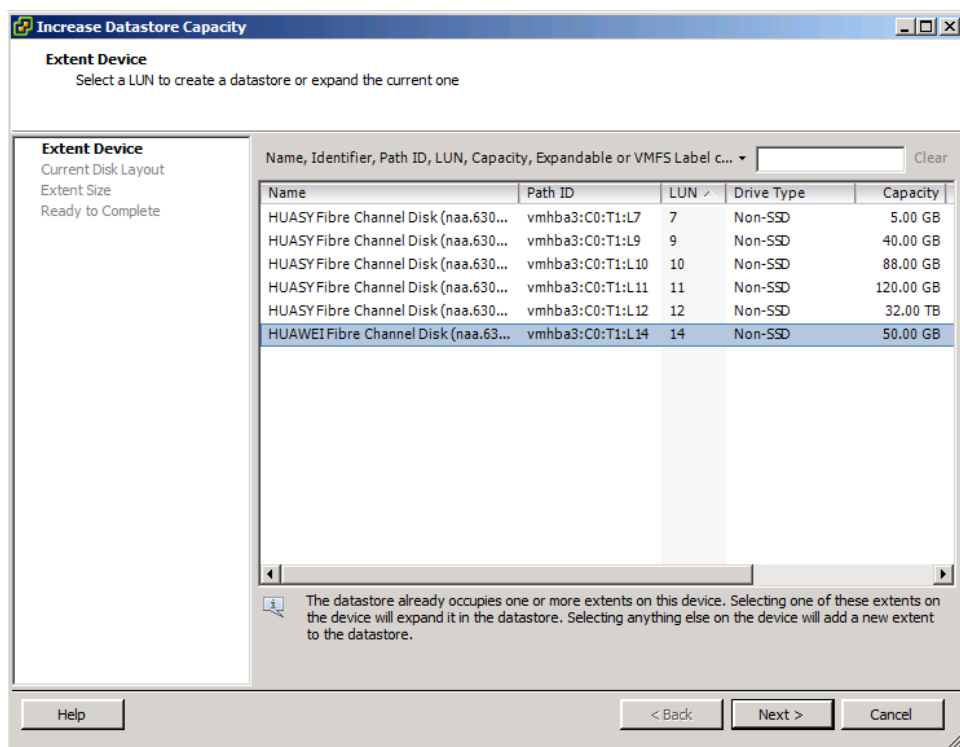 Increase Datastore Capacity
Extent Device
Select a LUN to create a datastore or expand the current one
Extent Device
Current Disk Layout
Extent Size
Ready to Complete
Name, Identifier, Path ID, LUN, Capacity, Expandable or VMFS Label c... Clear
Name Path ID LUN Drive Type Capacity
HUASY Fibre Channel Disk (naa.630... vmhba3:C0:T1:L7 7 Non-SSD 5.00 GB
HUASY Fibre Channel Disk (naa.630... vmhba3:C0:T1:L9 9 Non-SSD 40.00 GB
HUASY Fibre Channel Disk (naa.630... vmhba3:C0:T1:L10 10 Non-SSD 88.00 GB
HUASY Fibre Channel Disk (naa.630... vmhba3:C0:T1:L11 11 Non-SSD 120.00 GB
HUASY Fibre Channel Disk (naa.630... vmhba3:C0:T1:L12 12 Non-SSD 32.00 TB
HUAWEI Fibre Channel Disk (naa.63... vmhba3:C0:T1:L14 14 Non-SSD 50.00 GB
The datastore already occupies one or more extents on this device. Selecting one of these extents on
the device will expand it in the datastore. Selecting anything else on the device will add a new extent
to the datastore.
Help < Back Next > Cancel